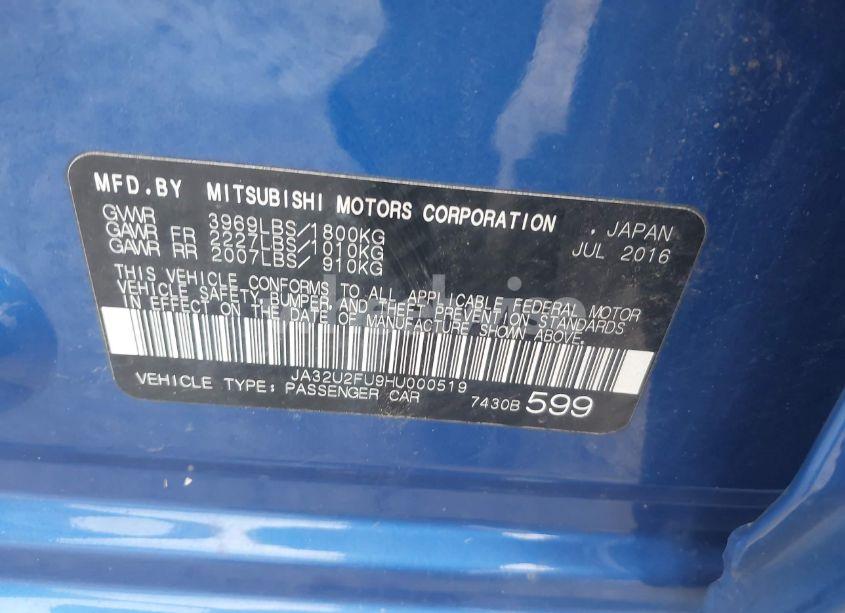 MFD.BY MITSUBISHI MOTORS CORPORATION , JAPAN
GVWR 3969LBS/1800KG JUL 2016
GAWR FR 2227LBS/1010KG
GAWR RR 2007LBS/ 910KG
THIS VEHICLE CONFORMS TO ALL APPLICABLE FEDERAL MOTOR
VEHICLE SAFETY, BUMPER, AND THEFT PREVENTION STANDARDS
IN EFFECT ON THE DATE OF MANUFACTURE SHOWN ABOVE.
JA32U2FU9HU000519
VEHICLE TYPE: PASSENGER CAR 7430B 599